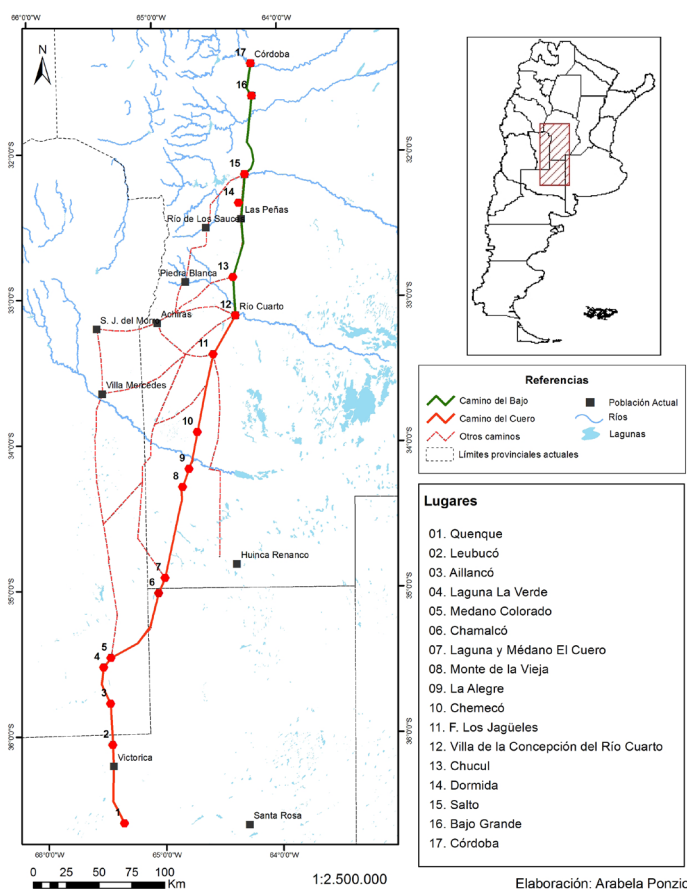 66°0'0"W
65°0'0"W
64°0'0"W
N
17
Córdoba
16
32°0'0"S
32°0'0"S
15
14
Las Peñas
Río de Los Sauces
13
Piedra Blanca
33°0'0"S
33°0'0"S
12
Río Cuarto
Achiras
S. J. del Morro
11
Villa Mercedes
10
34°0'0"S
34°0'0"S
9
8
Huinca Renanco
7
6
35°0'0"S
35°0'0"S
5
4
3
36°0'0"S
36°0'0"S
2
Victorica
1
Santa Rosa
66°0'0"W
65°0'0"W
64°0'0"W
0 25 50 75 100
Km
1:2.500.000
Referencias
Camino del Bajo
Camino del Cuero
Otros caminos
Límites provinciales actuales
Población Actual
Ríos
Lagunas
Lugares
01. Quenque
02. Leubucó
03. Aillancó
04. Laguna La Verde
05. Medano Colorado
06. Chamalcó
07. Laguna y Médano El Cuero
08. Monte de la Vieja
09. La Alegre
10. Chemecó
11. F. Los Jagüeles
12. Villa de la Concepción del Río Cuarto
13. Chucul
14. Dormida
15. Salto
16. Bajo Grande
17. Córdoba
Elaboración: Arabela Ponzio